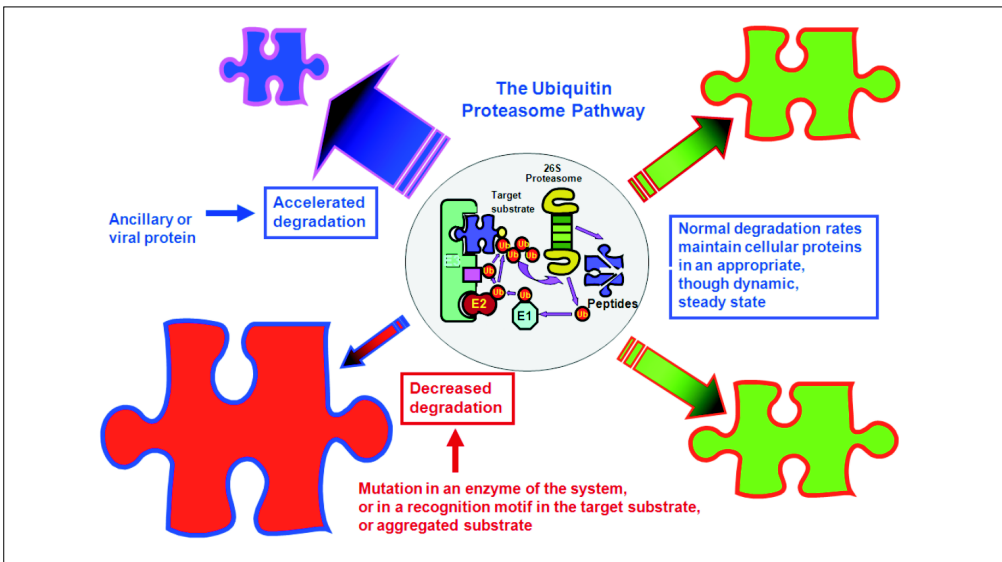 The Ubiquitin
Proteasome Pathway
26S
Proteasome
Target
substrate
Ub
Ub
Ub
Ub
Ub
E3
Ub
Ub
Ub
Ub
E2
E1
Peptides
Ancillary or
viral protein
Accelerated
degradation
Normal degradation rates
maintain cellular proteins
in an appropriate,
though dynamic,
steady state
Decreased
degradation
Mutation in an enzyme of the system,
or in a recognition motif in the target substrate,
or aggregated substrate